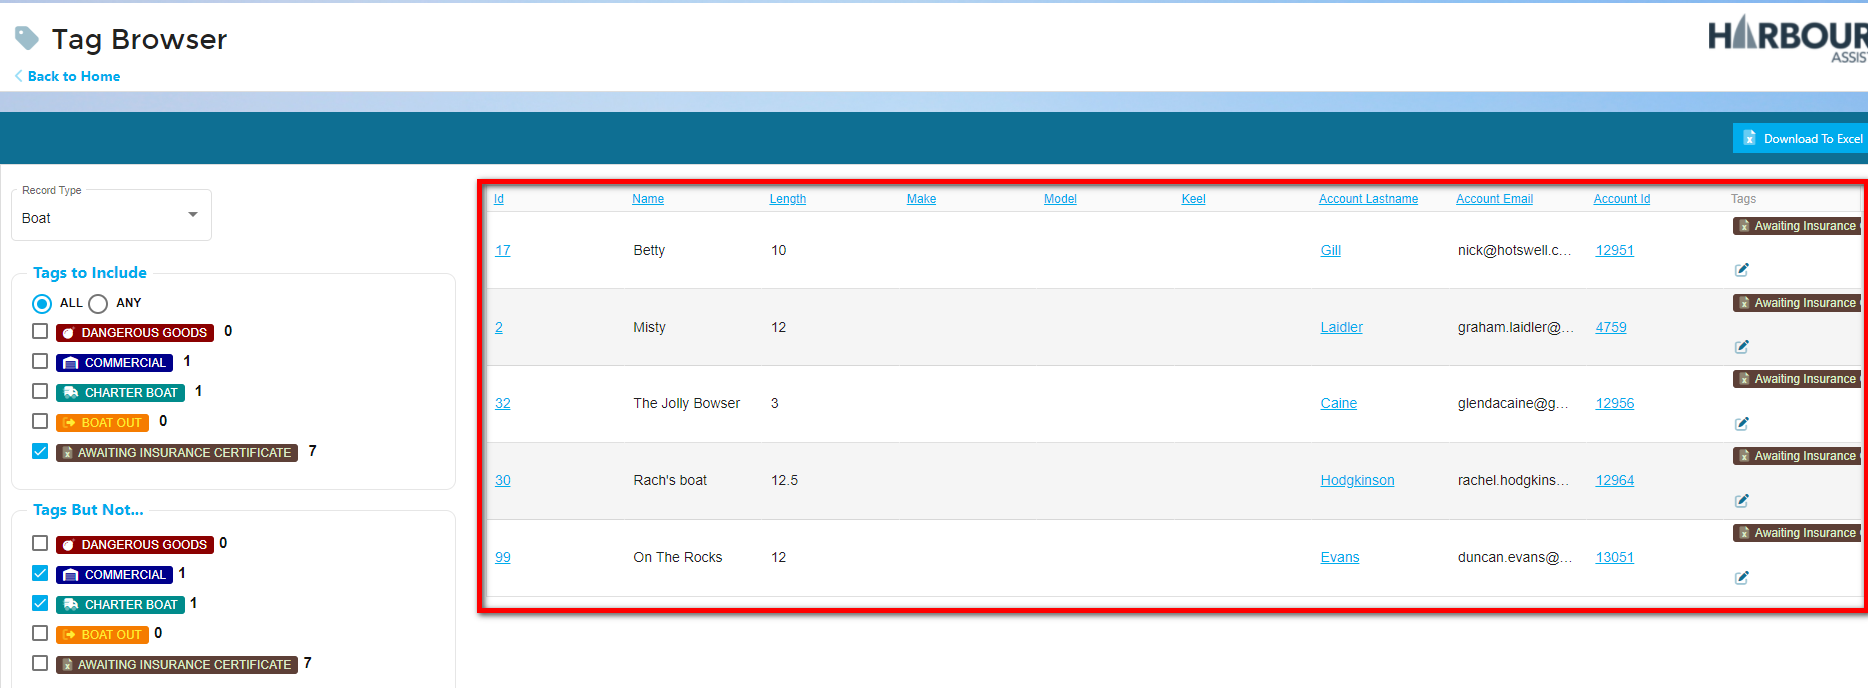 Tag Browser
HARBOUR
ASSIST
Back to Home
Download To Excel
Record Type
Boat
Tags to Include
ALL ANY
DANGEROUS GOODS 0
COMMERCIAL 1
CHARTER BOAT 1
BOAT OUT 0
AWAITING INSURANCE CERTIFICATE 7
Tags But Not...
DANGEROUS GOODS 0
COMMERCIAL 1
CHARTER BOAT 1
BOAT OUT 0
AWAITING INSURANCE CERTIFICATE 7
Id Name Length Make Model Keel Account Lastname Account Email Account Id Tags
17 Betty 10 Gill nick@hotswell.c... 12951 Awaiting Insurance
2 Misty 12 Laidler graham.laidler@... 4759 Awaiting Insurance
32 The Jolly Bowser 3 Caine glendacaine@g... 12956 Awaiting Insurance
30 Rach's boat 12.5 Hodgkinson rachel.hodgkins... 12964 Awaiting Insurance
99 On The Rocks 12 Evans duncan.evans@... 13051 Awaiting Insurance